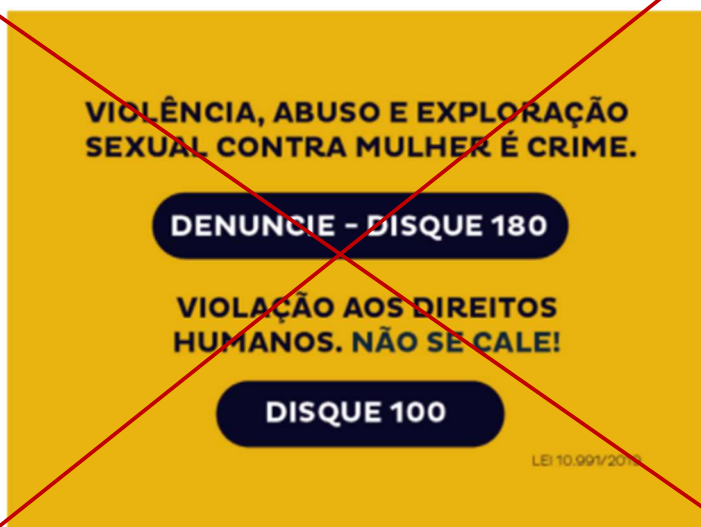 VIOLÊNCIA, ABUSO E EXPLORAÇÃO
SEXUAL CONTRA MULHER É CRIME.
DENUNCIE - DISQUE 180
VIOLAÇÃO AOS DIREITOS
HUMANOS. NÃO SE CALE!
DISQUE 100
LEI 10.991/2019